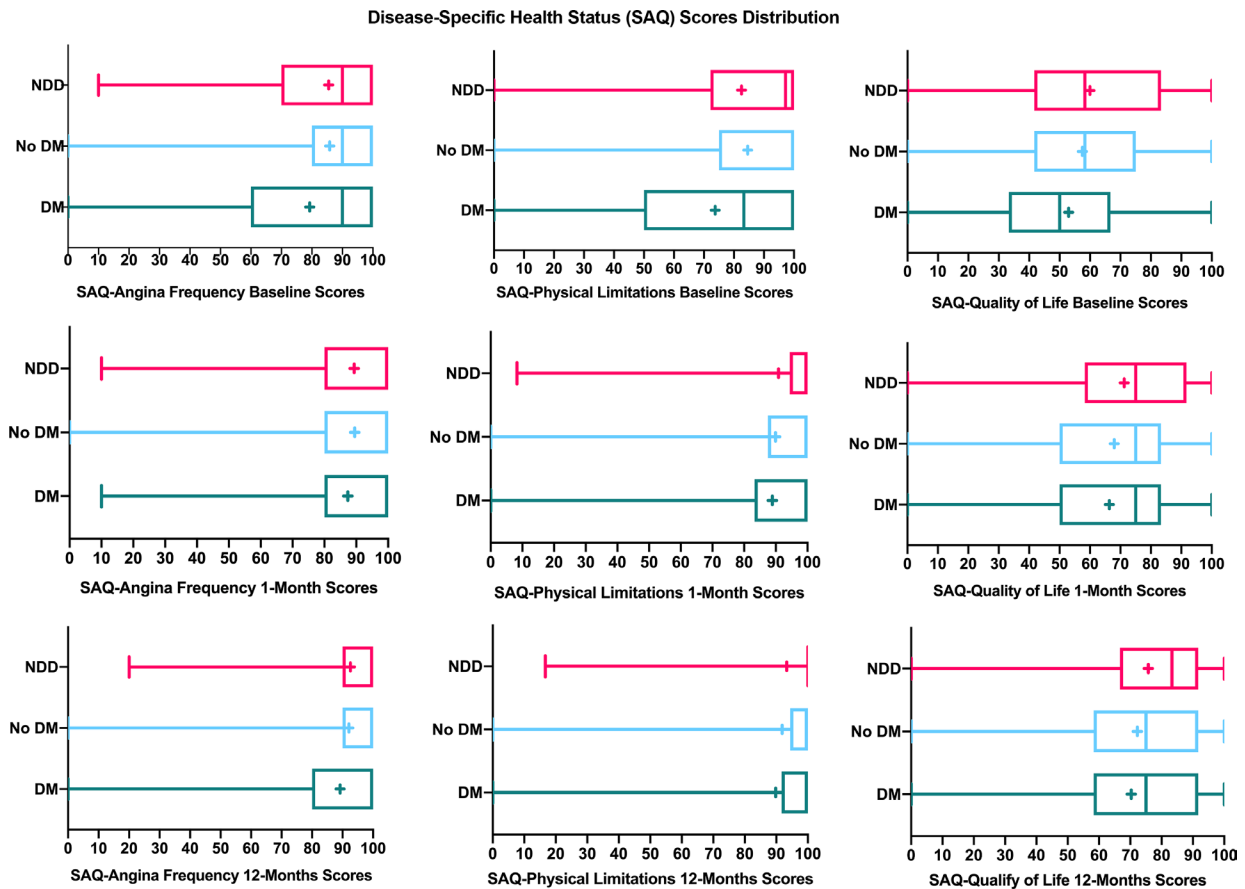 Disease-Specific Health Status (SAQ) Scores Distribution
NDD
No DM
DM
0 10 20 30 40 50 60 70 80 90 100
SAQ-Angina Frequency Baseline Scores
NDD
No DM
DM
0 10 20 30 40 50 60 70 80 90 100
SAQ-Physical Limitations Baseline Scores
NDD
No DM
DM
0 10 20 30 40 50 60 70 80 90 100
SAQ-Quality of Life Baseline Scores
NDD
No DM
DM
0 10 20 30 40 50 60 70 80 90 100
SAQ-Angina Frequency 1-Month Scores
NDD
No DM
DM
0 10 20 30 40 50 60 70 80 90 100
SAQ-Physical Limitations 1-Month Scores
NDD
No DM
DM
0 10 20 30 40 50 60 70 80 90 100
SAQ-Quality of Life 1-Month Scores
NDD
No DM
DM
0 10 20 30 40 50 60 70 80 90 100
SAQ-Angina Frequency 12-Months Scores
NDD
No DM
DM
0 10 20 30 40 50 60 70 80 90 100
SAQ-Physical Limitations 12-Months Scores
NDD
No DM
DM
0 10 20 30 40 50 60 70 80 90 100
SAQ-Qualify of Life 12-Months Scores